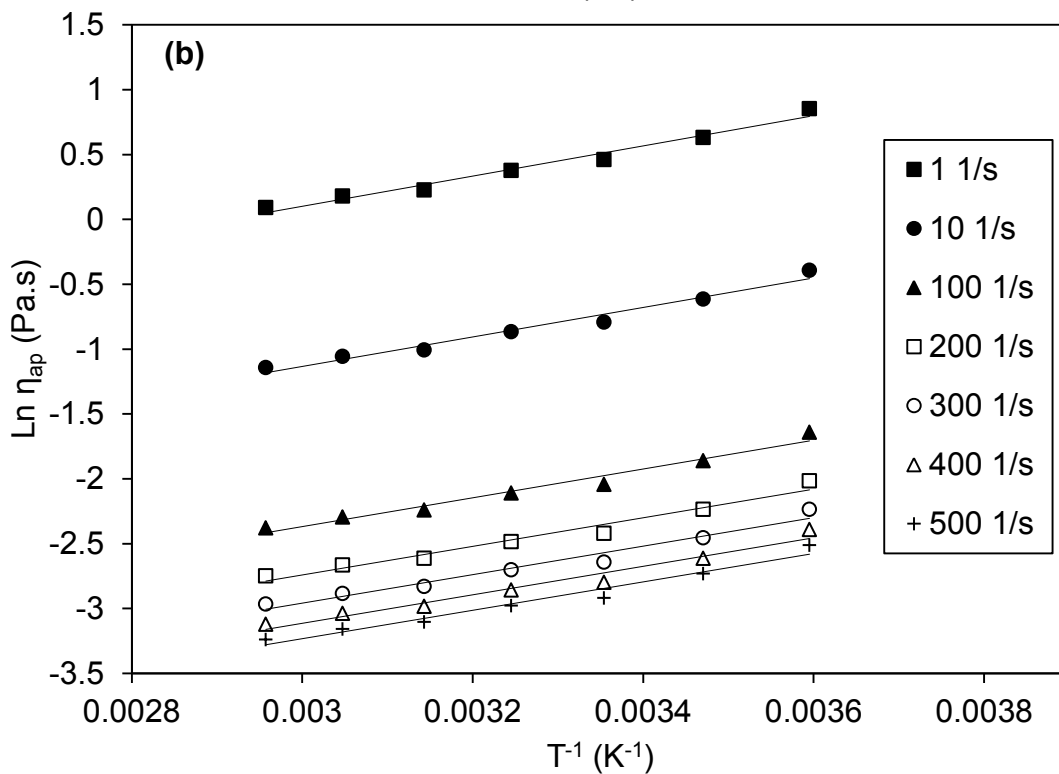 (b)
1.5
1
0.5
0
-0.5
-1
-1.5
-2
-2.5
-3
-3.5
Ln ηap (Pa.s)
0.0028 0.003 0.0032 0.0034 0.0036 0.0038
T-1 (K-1)
1 1/s
10 1/s
100 1/s
200 1/s
300 1/s
400 1/s
500 1/s